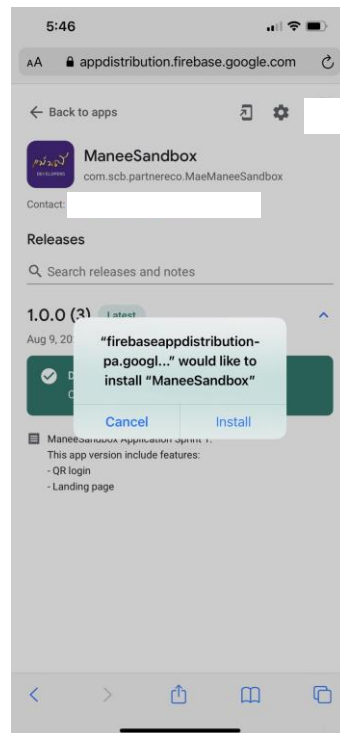 5:46
AA appdistribution.firebase.google.com
Back to apps
ManeeSandbox
DEVELOPERS
com.scb.partnereco.MaeManeeSandbox
Contact:
Releases
Search releases and notes
1.0.0 (3) Latest
Aug 9, 20
"firebaseappdistribution-
pa.googl..." would like to
install "ManeeSandbox"
Cancel Install
ManeeSandbox Application Sprint 1.
This app version include features:
- QR login
- Landing page